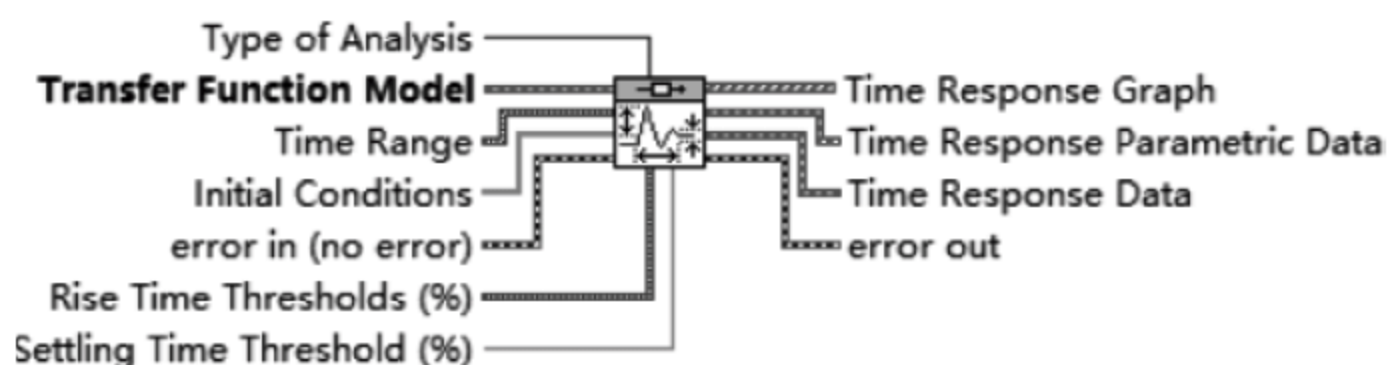 Type of Analysis
Transfer Function Model
Time Range
Initial Conditions
error in (no error)
Rise Time Thresholds (%)
Settling Time Threshold (%)
Time Response Graph
Time Response Parametric Data
Time Response Data
error out